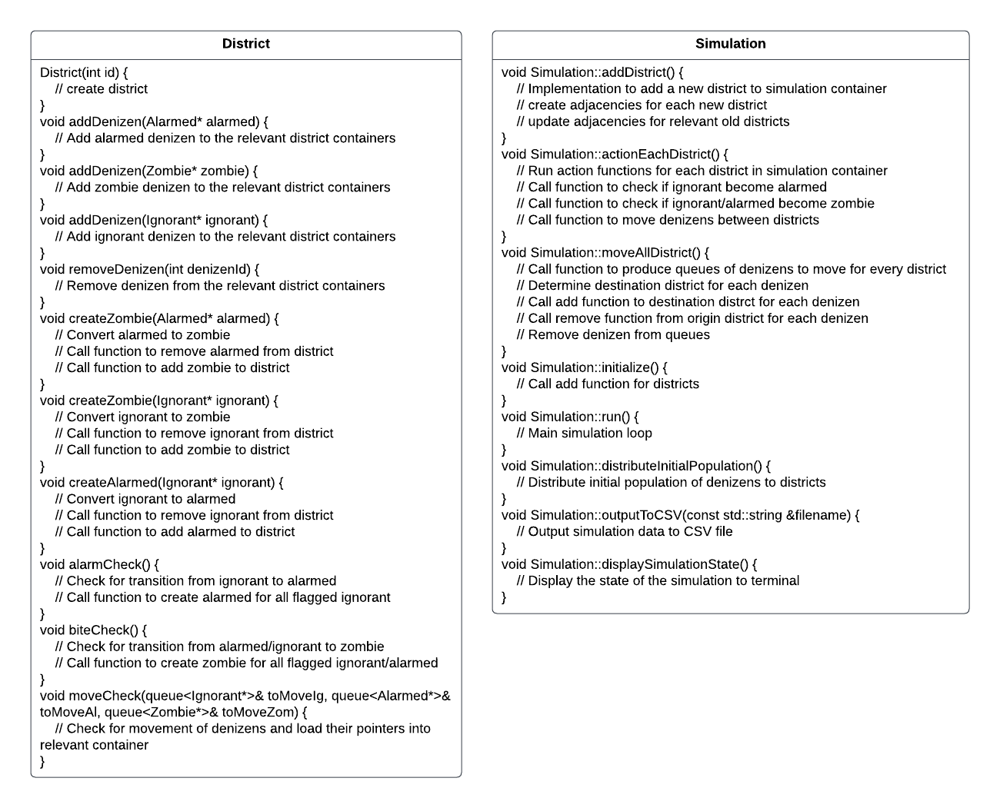 District
District(int id) {
// create district
}
void addDenizen(Alarmed* alarmed) {
// Add alarmed denizen to the relevant district containers
}
void addDenizen(Zombie* zombie) {
// Add zombie denizen to the relevant district containers
}
void addDenizen(Ignorant* ignorant) {
// Add ignorant denizen to the relevant district containers
}
void removeDenizen(int denizenId) {
// Remove denizen from the relevant district containers
}
void createZombie(Alarmed* alarmed) {
// Convert alarmed to zombie
// Call function to remove alarmed from district
// Call function to add zombie to district
}
void createZombie(Ignorant* ignorant) {
// Convert ignorant to zombie
// Call function to remove ignorant from district
// Call function to add zombie to district
}
void createAlarmed(Ignorant* ignorant) {
// Convert ignorant to alarmed
// Call function to remove ignorant from district
// Call function to add alarmed to district
}
void alarmCheck() {
// Check for transition from ignorant to alarmed
// Call function to create alarmed for all flagged ignorant
}
void biteCheck() {
// Check for transition from alarmed/ignorant to zombie
// Call function to create zombie for all flagged ignorant/alarmed
}
void moveCheck(queue<Ignorant*>& toMoveIg, queue<Alarmed*>&
toMoveAl, queue<Zombie*>& toMoveZom) {
// Check for movement of denizens and load their pointers into
relevant container
}
Simulation
void Simulation::addDistrict() {
// Implementation to add a new district to simulation container
// create adjacencies for each new district
// update adjacencies for relevant old districts
}
void Simulation::actionEachDistrict() {
// Run action functions for each district in simulation container
// Call function to check if ignorant become alarmed
// Call function to check if ignorant/alarmed become zombie
// Call function to move denizens between districts
}
void Simulation::moveAllDistrict() {
// Call function to produce queues of denizens to move for every district
// Determine destination district for each denizen
// Call add function to destination distrct for each denizen
// Call remove function from origin district for each denizen
// Remove denizen from queues
}
void Simulation::initialize() {
// Call add function for districts
}
void Simulation::run() {
// Main simulation loop
}
void Simulation::distributeInitialPopulation() {
// Distribute initial population of denizens to districts
}
void Simulation::outputToCSV(const std::string &filename) {
// Output simulation data to CSV file
}
void Simulation::displaySimulationState() {
// Display the state of the simulation to terminal
}